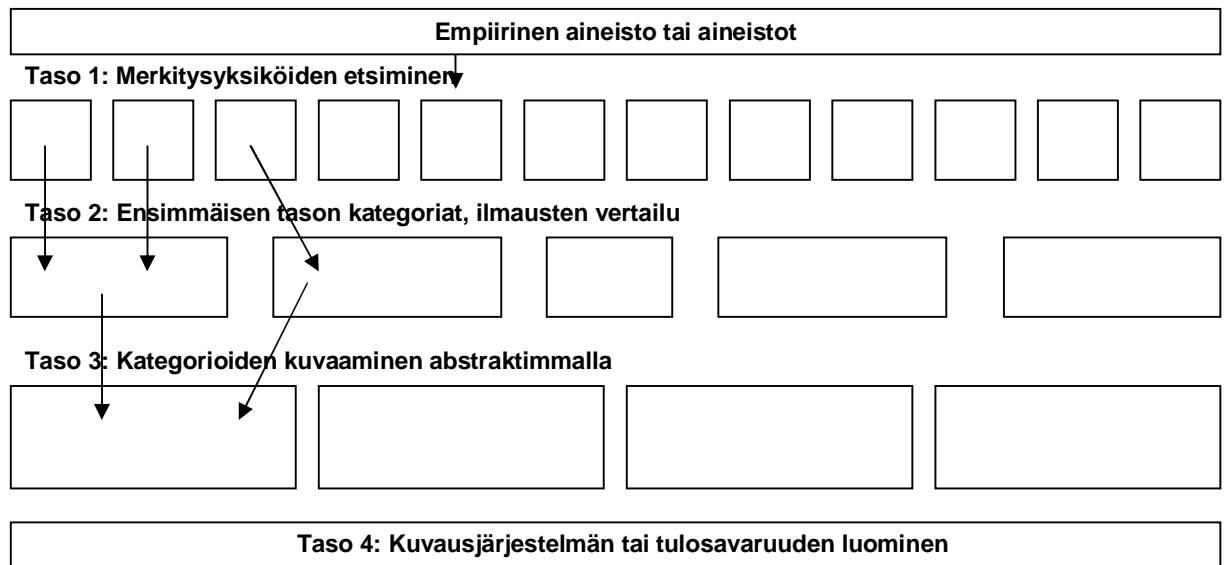 Empiirinen aineisto tai aineistot
Taso 1: Merkitysyksiköiden etsiminen
Taso 2: Ensimmäisen tason kategoriat, ilmausten vertailu
Taso 3: Kategorioiden kuvaaminen abstraktimmalla
Taso 4: Kuvausjärjestelmän tai tulosavaruuden luominen